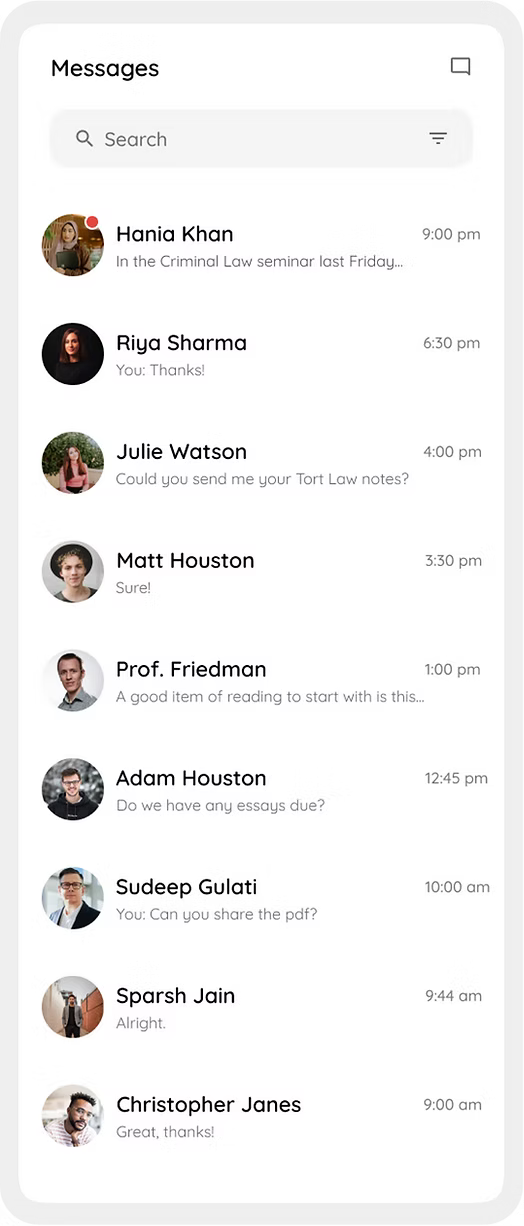 Messages
Search
Hania Khan 9:00 pm
In the Criminal Law seminar last Friday...
Riya Sharma 6:30 pm
You: Thanks!
Julie Watson 4:00 pm
Could you send me your Tort Law notes?
Matt Houston 3:30 pm
Sure!
Prof. Friedman 1:00 pm
A good item of reading to start with is this...
Adam Houston 12:45 pm
Do we have any essays due?
Sudeep Gulati 10:00 am
You: Can you share the pdf?
Sparsh Jain 9:44 am
Alright.
Christopher Janes 9:00 am
Great, thanks!